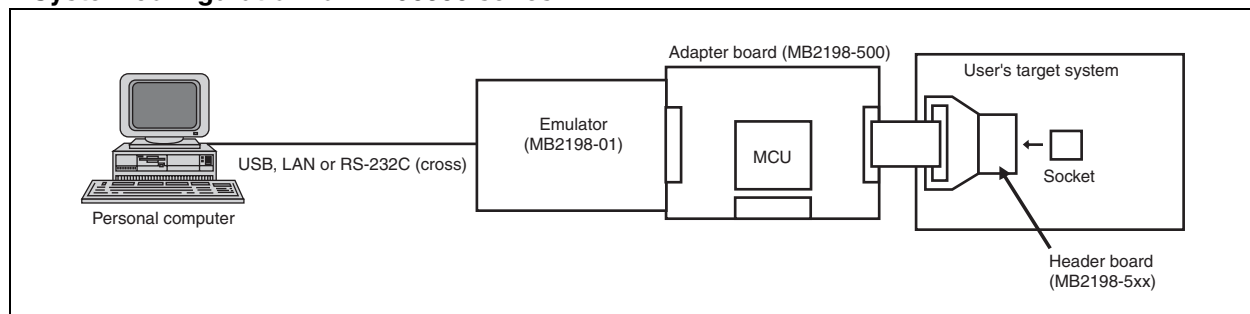 Adapter board (MB2198-500)
User's target system
Emulator
(MB2198-01)
MCU
USB, LAN or RS-232C (cross)
Socket
Personal computer
Header board
(MB2198-5xx)